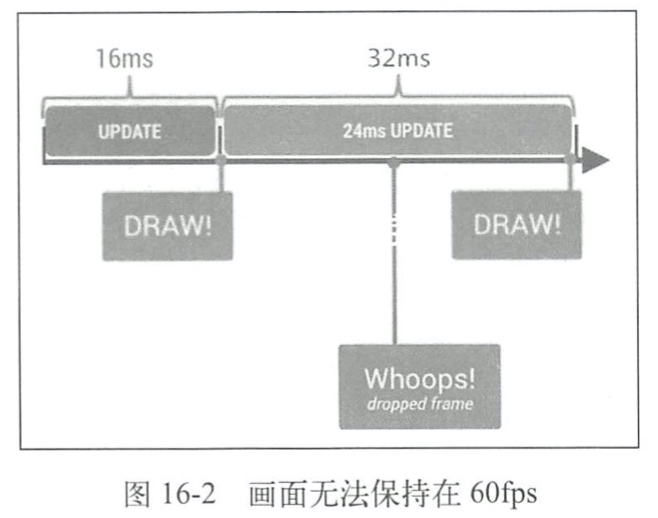 16ms
32ms
UPDATE
24ms UPDATE
DRAW!
DRAW!
Whoops!
dropped frame
图 16-2 画面无法保持在 60fps